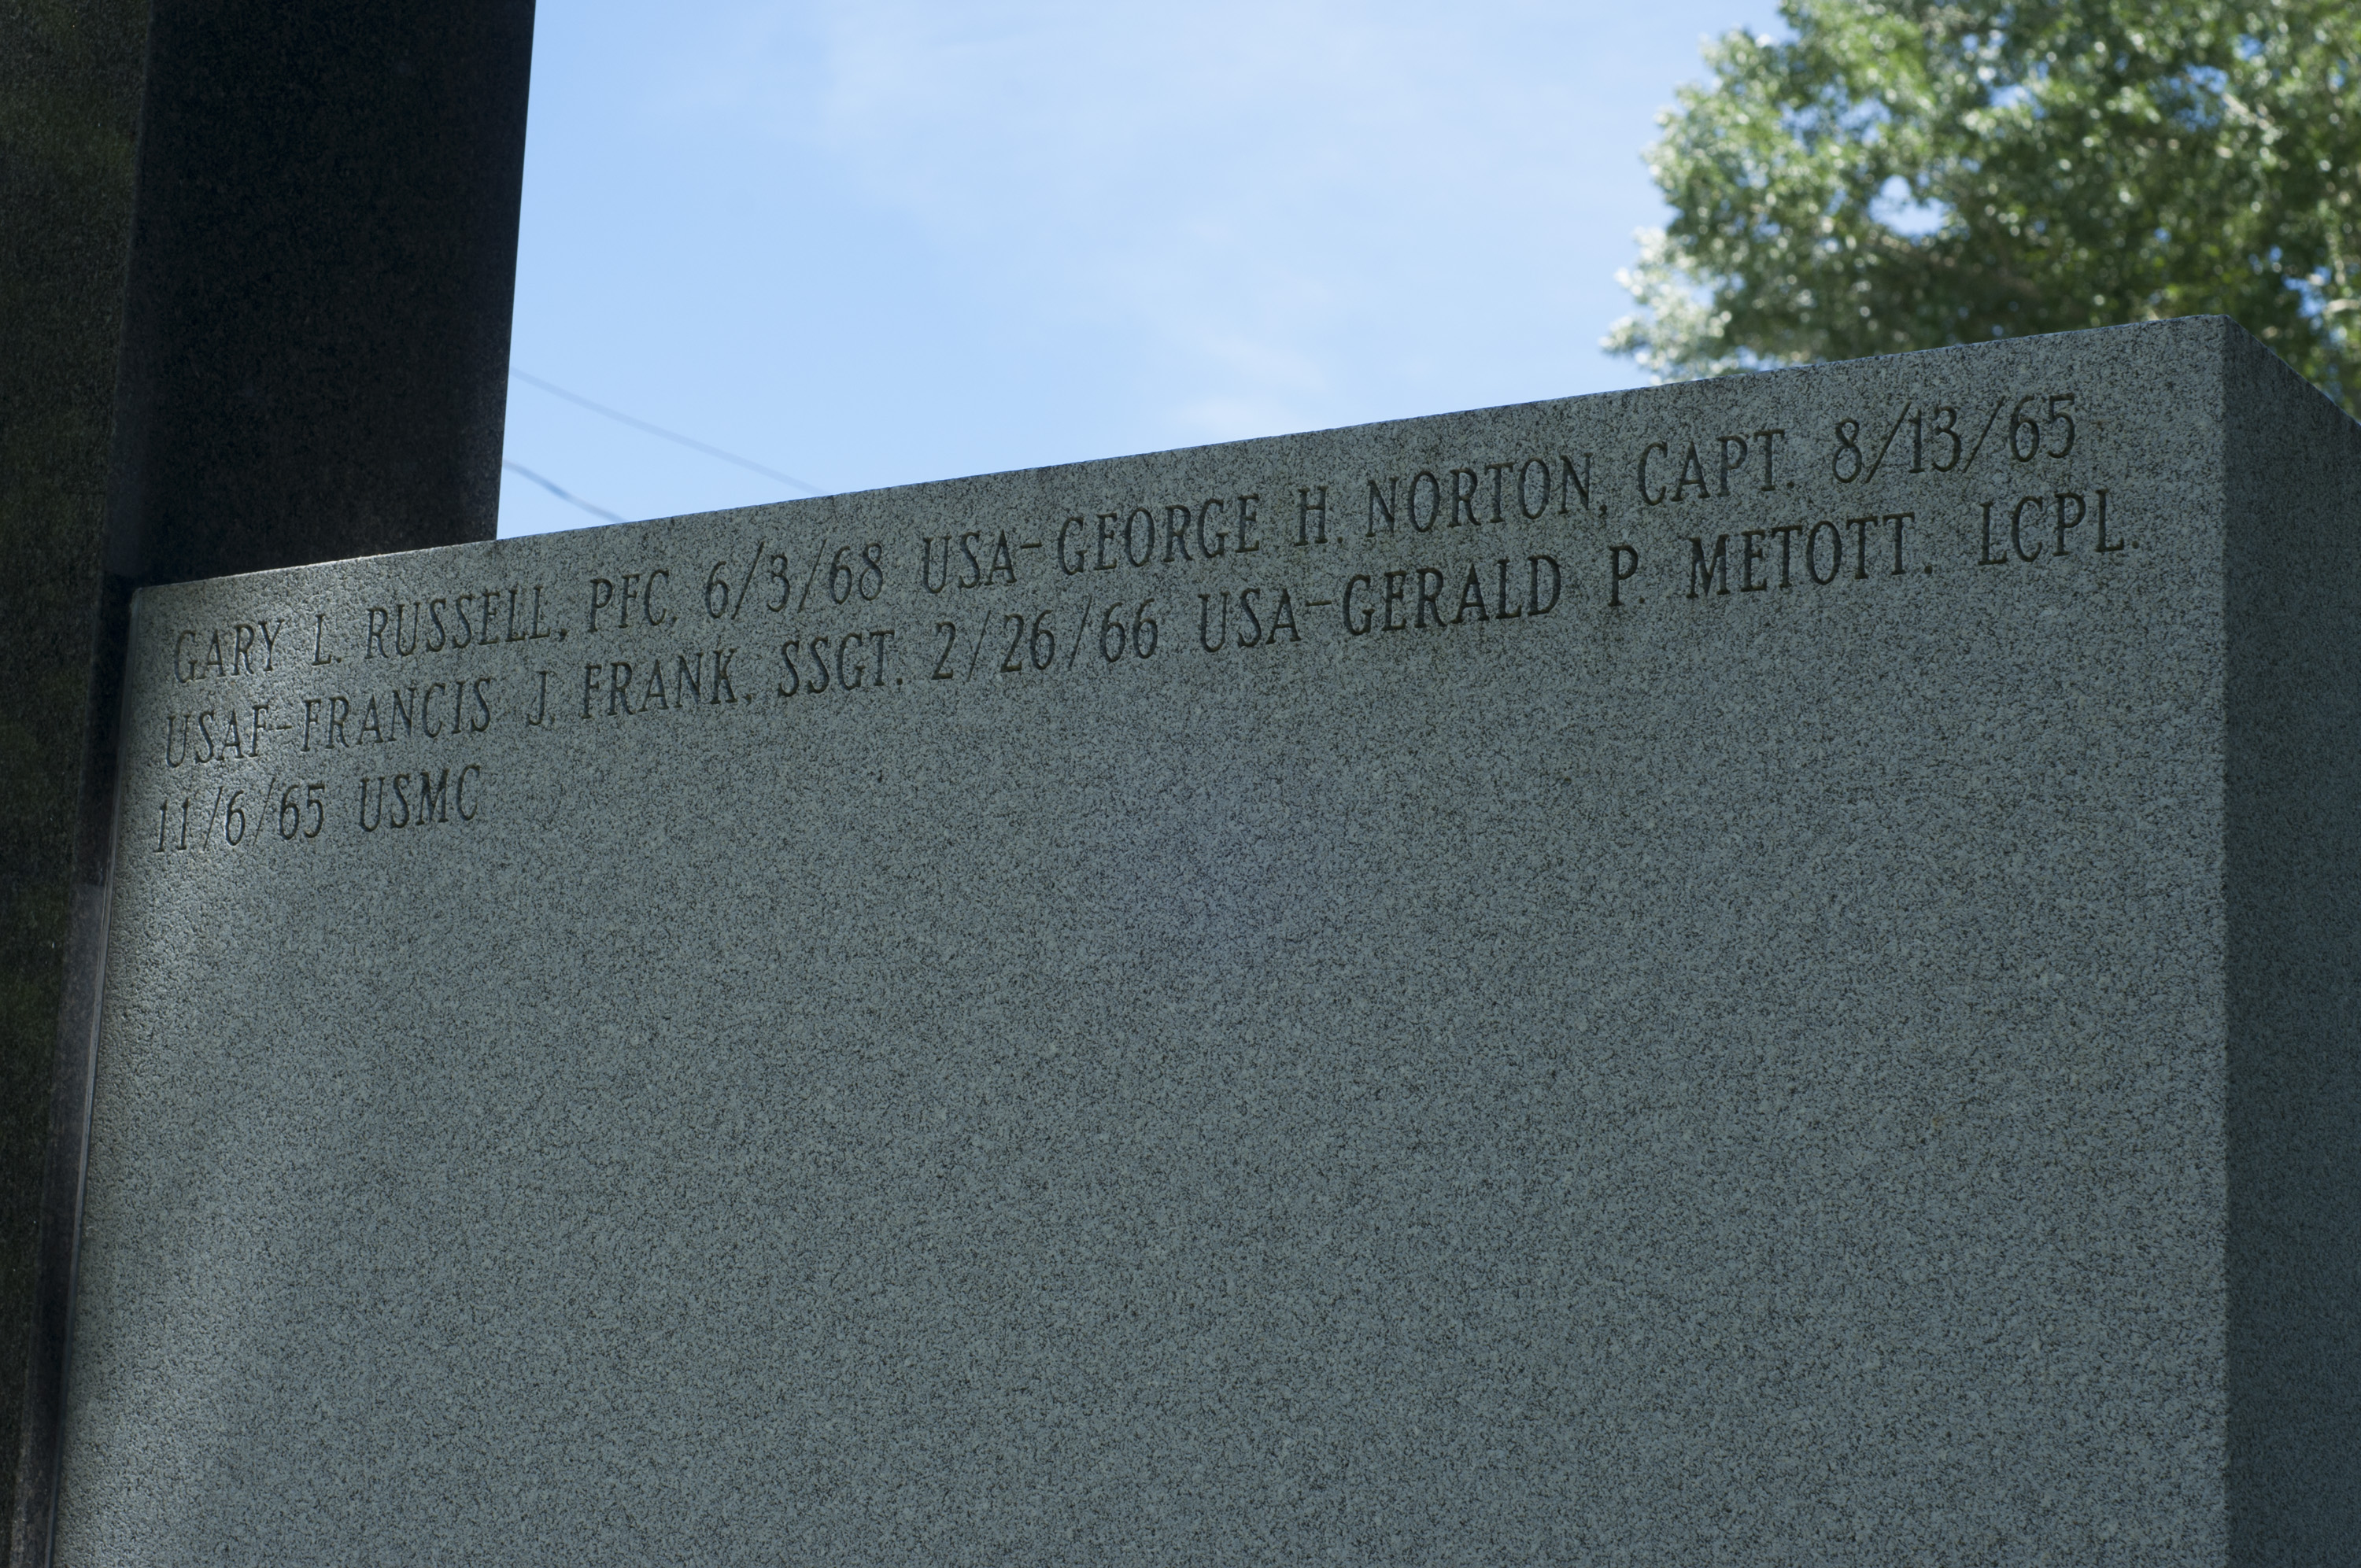 GARY L. RUSSELL, PFC, 6/3/68 USA-GEORGE H. NORTON, CAPT. 8/13/65
USAF-FRANCIS J. FRANK, SSGT. 2/26/66 USA-GERALD P. METOTT, LCPL.
11/6/65 USMC